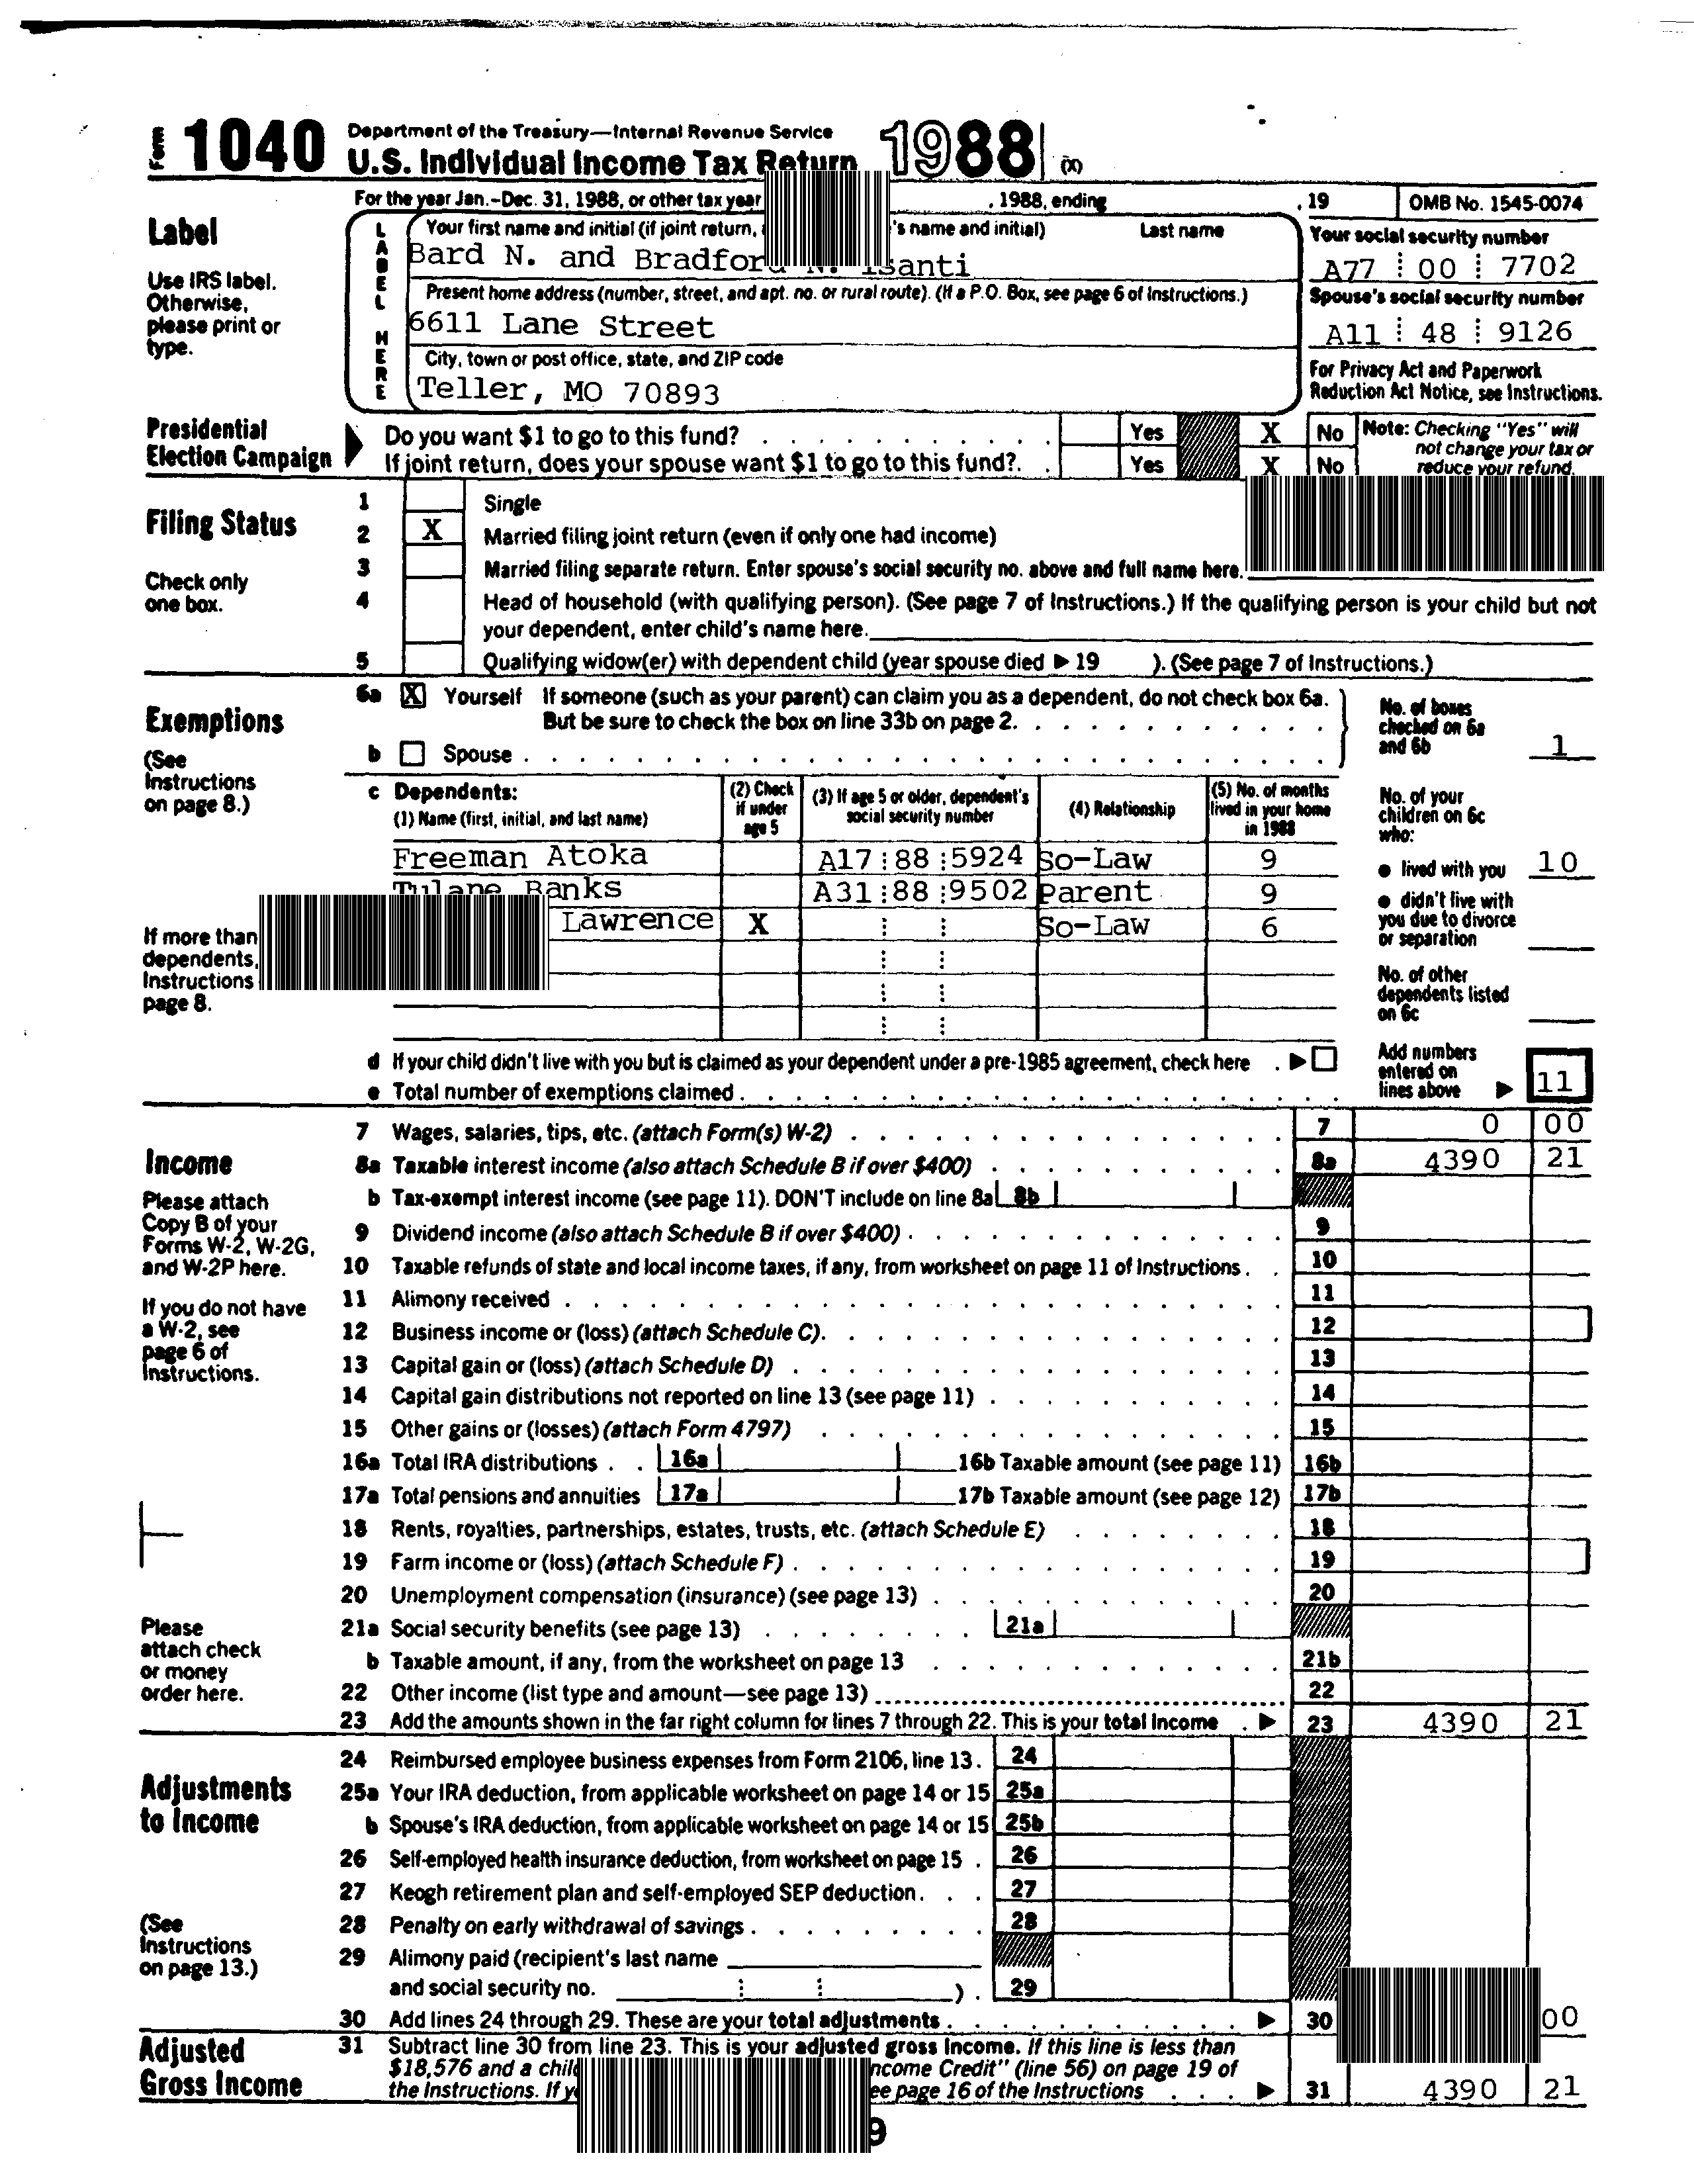 Form 1040 Department of the Treasury—Internal Revenue Service
U.S. Individual Income Tax Return 1988 (X)
For the year Jan.–Dec. 31, 1988, or other tax year , 1988, ending , 19 OMB No. 1545-0074
Label
Use IRS label. Otherwise, please print or type.
LABEL HERE
Your first name and initial (if joint return, 's name and initial) Last name
Bard N. and Bradford N. Isanti
Your social security number
A77 00 7702
Present home address (number, street, and apt. no. or rural route). (If a P.O. Box, see page 6 of Instructions.)
6611 Lane Street
Spouse's social security number
A11 48 9126
City, town or post office, state, and ZIP code
Teller, MO 70893
For Privacy Act and Paperwork
Reduction Act Notice, see Instructions.
Presidential
Election Campaign
Do you want $1 to go to this fund? Yes X No
If joint return, does your spouse want $1 to go to this fund?. Yes X No
Note: Checking "Yes" will
not change your tax or
reduce your refund.
Filing Status
Check only
one box.
1 Single
2 X Married filing joint return (even if only one had income)
3 Married filing separate return. Enter spouse's social security no. above and full name here.
4 Head of household (with qualifying person). (See page 7 of Instructions.) If the qualifying person is your child but not
your dependent, enter child's name here.
5 Qualifying widow(er) with dependent child (year spouse died ▶ 19 ). (See page 7 of Instructions.)
Exemptions
(See
Instructions
on page 8.)
6a X Yourself If someone (such as your parent) can claim you as a dependent, do not check box 6a.
But be sure to check the box on line 33b on page 2.
b Spouse
No. of boxes
checked on 6a
and 6b 1
c Dependents:
(1) Name (first, initial, and last name)
(2) Check
if under
age 5
(3) If age 5 or older, dependent's
social security number
(4) Relationship
(5) No. of months
lived in your home
in 1988
Freeman Atoka A17 88 5924 So-Law 9
Tulane Banks A31 88 9502 Parent 9
Lawrence X So-Law 6
If more than
dependents,
Instructions
page 8.
No. of your
children on 6c
who:
● lived with you 10
● didn't live with
you due to divorce
or separation
No. of other
dependents listed
on 6c
d If your child didn't live with you but is claimed as your dependent under a pre-1985 agreement, check here . ▶
e Total number of exemptions claimed
Add numbers
entered on
lines above ▶ 11
Income
Please attach
Copy B of your
Forms W-2, W-2G,
and W-2P here.
If you do not have
a W-2, see
page 6 of
Instructions.
7 Wages, salaries, tips, etc. (attach Form(s) W-2) 7 0 00
8a Taxable interest income (also attach Schedule B if over $400) 8a 4390 21
b Tax-exempt interest income (see page 11). DON'T include on line 8a 8b
9 Dividend income (also attach Schedule B if over $400) 9
10 Taxable refunds of state and local income taxes, if any, from worksheet on page 11 of Instructions 10
11 Alimony received 11
12 Business income or (loss) (attach Schedule C). 12
13 Capital gain or (loss) (attach Schedule D) 13
14 Capital gain distributions not reported on line 13 (see page 11) 14
15 Other gains or (losses) (attach Form 4797) 15
16a Total IRA distributions 16a 16b Taxable amount (see page 11) 16b
17a Total pensions and annuities 17a 17b Taxable amount (see page 12) 17b
18 Rents, royalties, partnerships, estates, trusts, etc. (attach Schedule E) 18
19 Farm income or (loss) (attach Schedule F) 19
20 Unemployment compensation (insurance) (see page 13) 20
Please
attach check
or money
order here.
21a Social security benefits (see page 13) 21a
b Taxable amount, if any, from the worksheet on page 13 21b
22 Other income (list type and amount—see page 13) 22
23 Add the amounts shown in the far right column for lines 7 through 22. This is your total income . ▶ 23 4390 21
Adjustments
to Income
(See
Instructions
on page 13.)
24 Reimbursed employee business expenses from Form 2106, line 13. 24
25a Your IRA deduction, from applicable worksheet on page 14 or 15 25a
b Spouse's IRA deduction, from applicable worksheet on page 14 or 15 25b
26 Self-employed health insurance deduction, from worksheet on page 15 . 26
27 Keogh retirement plan and self-employed SEP deduction. 27
28 Penalty on early withdrawal of savings 28
29 Alimony paid (recipient's last name
and social security no. ). 29
30 Add lines 24 through 29. These are your total adjustments ▶ 30 00
Adjusted
Gross Income
31 Subtract line 30 from line 23. This is your adjusted gross income. If this line is less than
$18,576 and a child ncome Credit" (line 56) on page 19 of
the Instructions. If y ee page 16 of the Instructions ▶ 31 4390 21
9